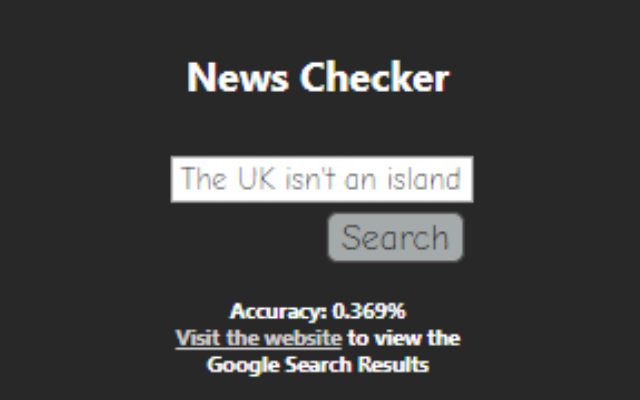 News Checker
The UK isn't an island
Search
Accuracy: 0.369%
Visit the website to view the
Google Search Results